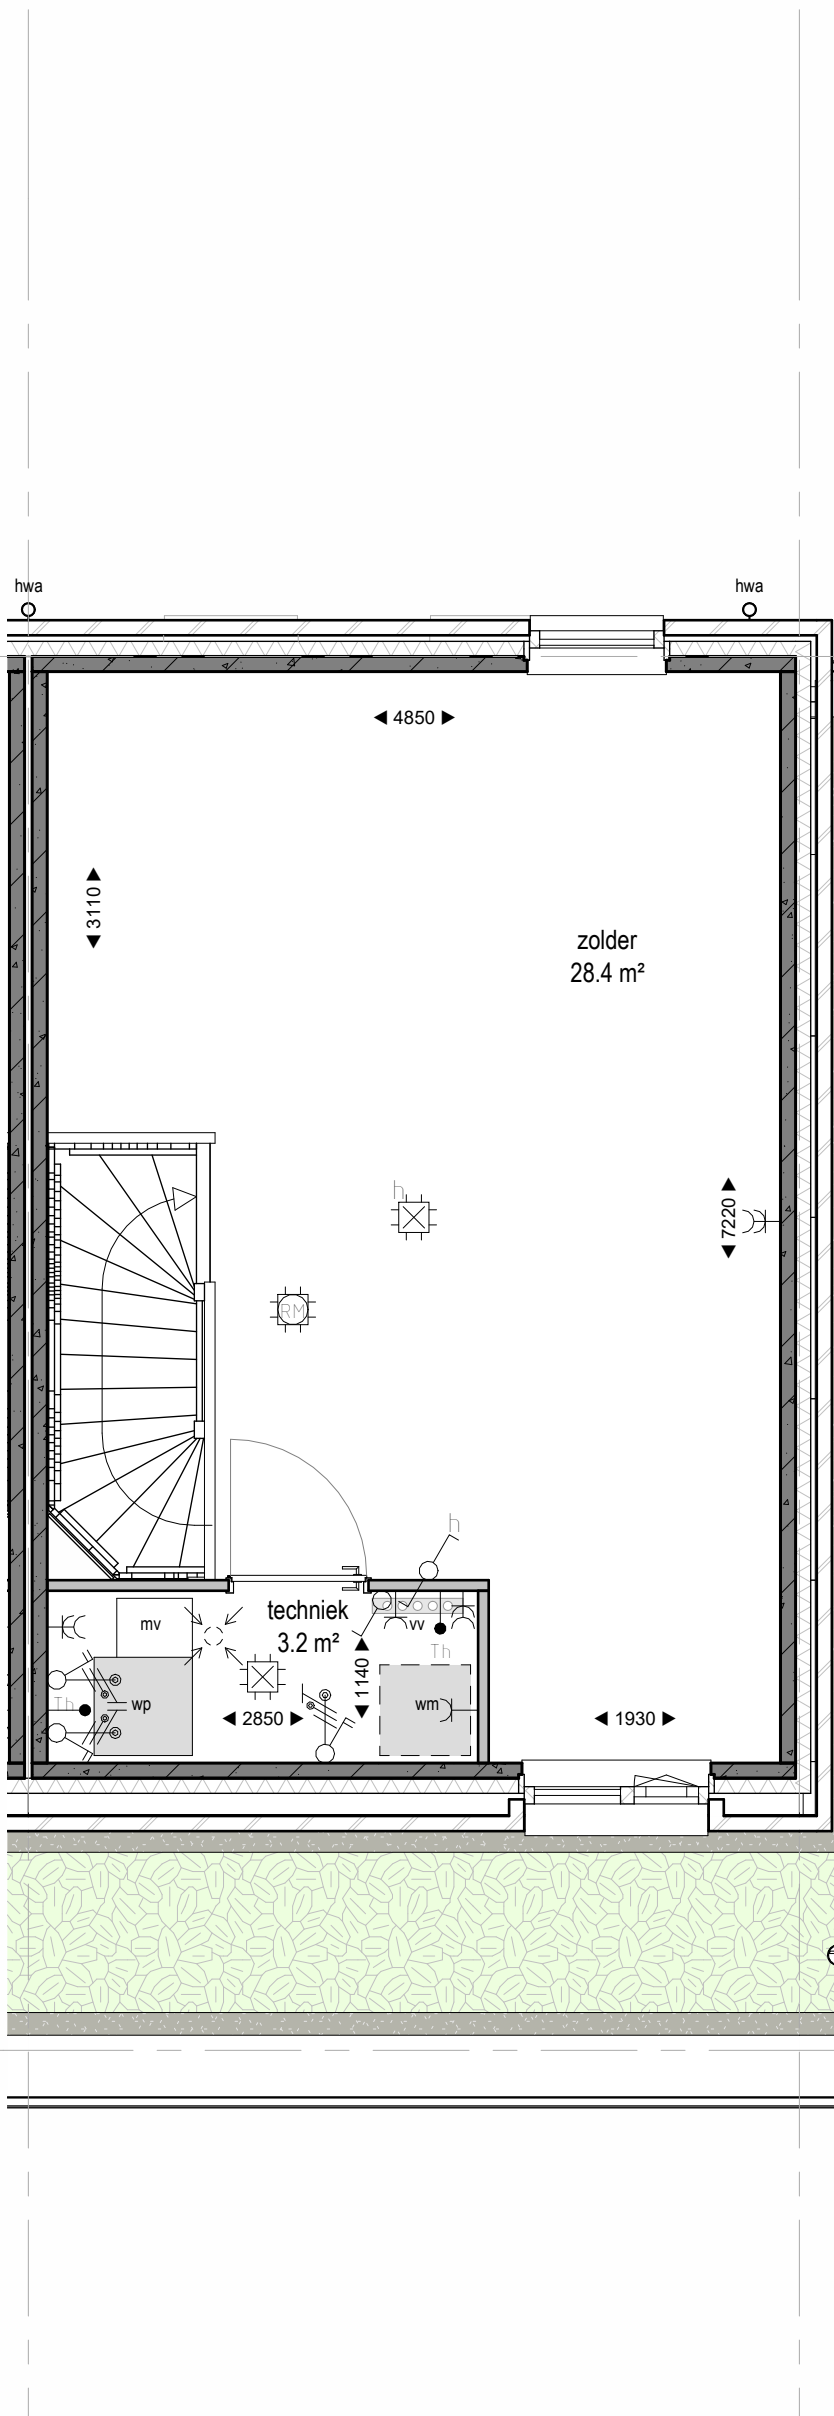 hwa
hwa
4850
3110
zolder
28.4 m²
h
7220
RM
h
techniek
3.2 m²
mv
vv
Th
1140
Th
wp
wm
2850
1930